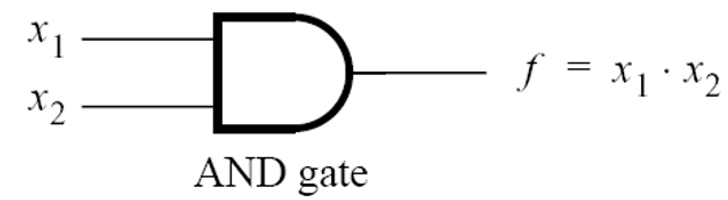 x₁
x₂
f = x₁ · x₂
AND gate